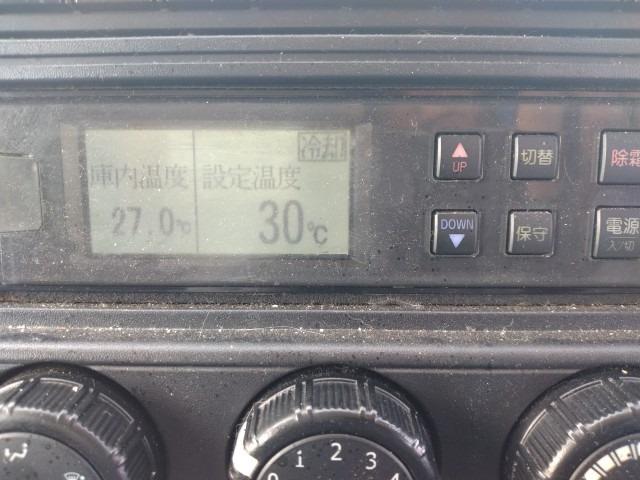 冷却
庫内温度 設定温度
27.0℃ 30℃
UP 切替 除霜
DOWN 保守 電源
入/切
0 1 2 3 4